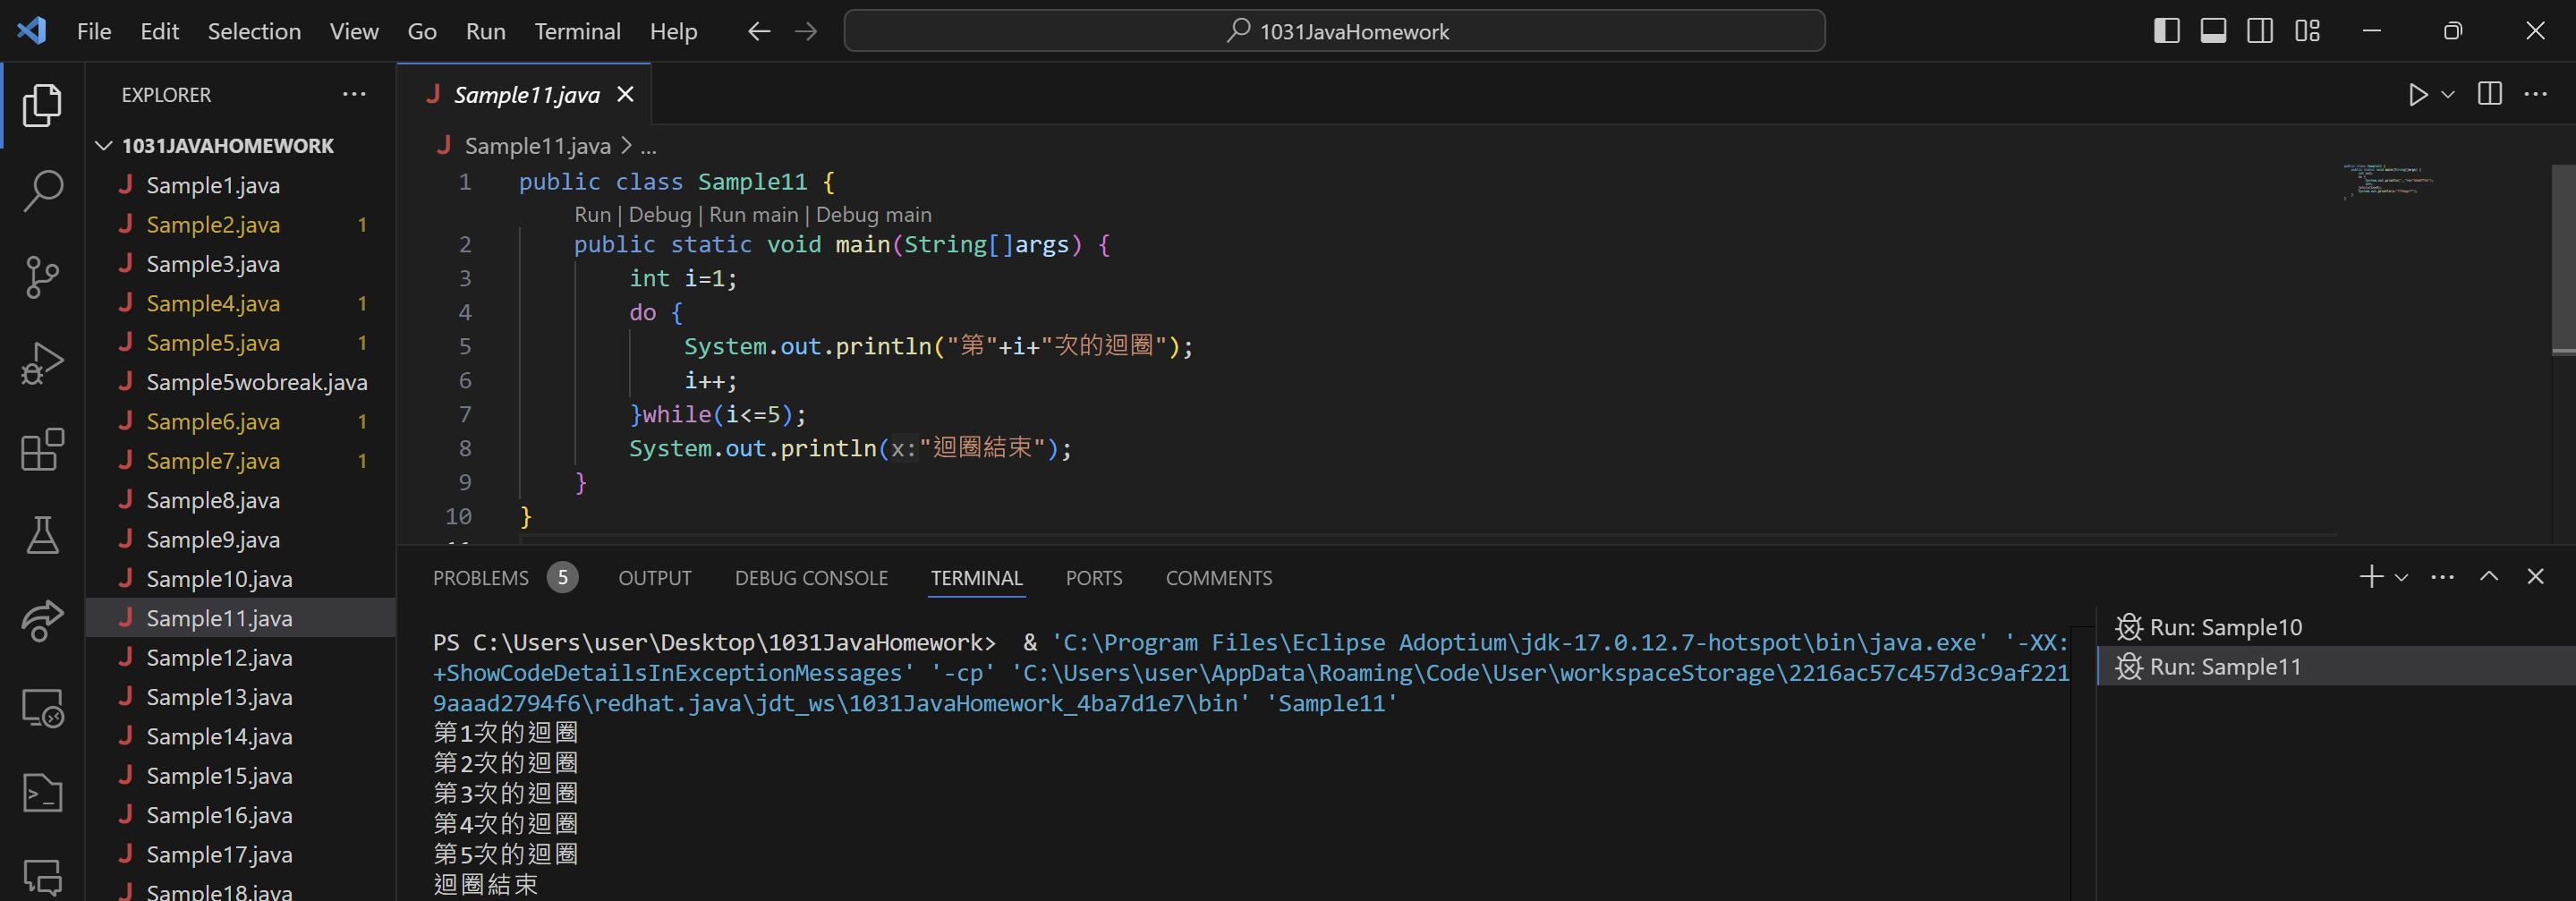 File Edit Selection View Go Run Terminal Help 1031JavaHomework
EXPLORER
1031JAVAHOMEWORK
Sample1.java
Sample2.java 1
Sample3.java
Sample4.java 1
Sample5.java 1
Sample5wobreak.java
Sample6.java 1
Sample7.java 1
Sample8.java
Sample9.java
Sample10.java
Sample11.java
Sample12.java
Sample13.java
Sample14.java
Sample15.java
Sample16.java
Sample17.java
Sample18.java
Sample11.java
Sample11.java > ...
1 public class Sample11 {
Run | Debug | Run main | Debug main
2 public static void main(String[]args) {
3 int i=1;
4 do {
5 System.out.println("第"+i+"次的迴圈");
6 i++;
7 }while(i<=5);
8 System.out.println(x:"迴圈結束");
9 }
10 }
PROBLEMS 5 OUTPUT DEBUG CONSOLE TERMINAL PORTS COMMENTS
PS C:\Users\user\Desktop\1031JavaHomework>  & 'C:\Program Files\Eclipse Adoptium\jdk-17.0.12.7-hotspot\bin\java.exe' '-XX:
+ShowCodeDetailsInExceptionMessages' '-cp' 'C:\Users\user\AppData\Roaming\Code\User\workspaceStorage\2216ac57c457d3c9af221
9aaad2794f6\redhat.java\jdt_ws\1031JavaHomework_4ba7d1e7\bin' 'Sample11'
第1次的迴圈
第2次的迴圈
第3次的迴圈
第4次的迴圈
第5次的迴圈
迴圈結束
Run: Sample10
Run: Sample11